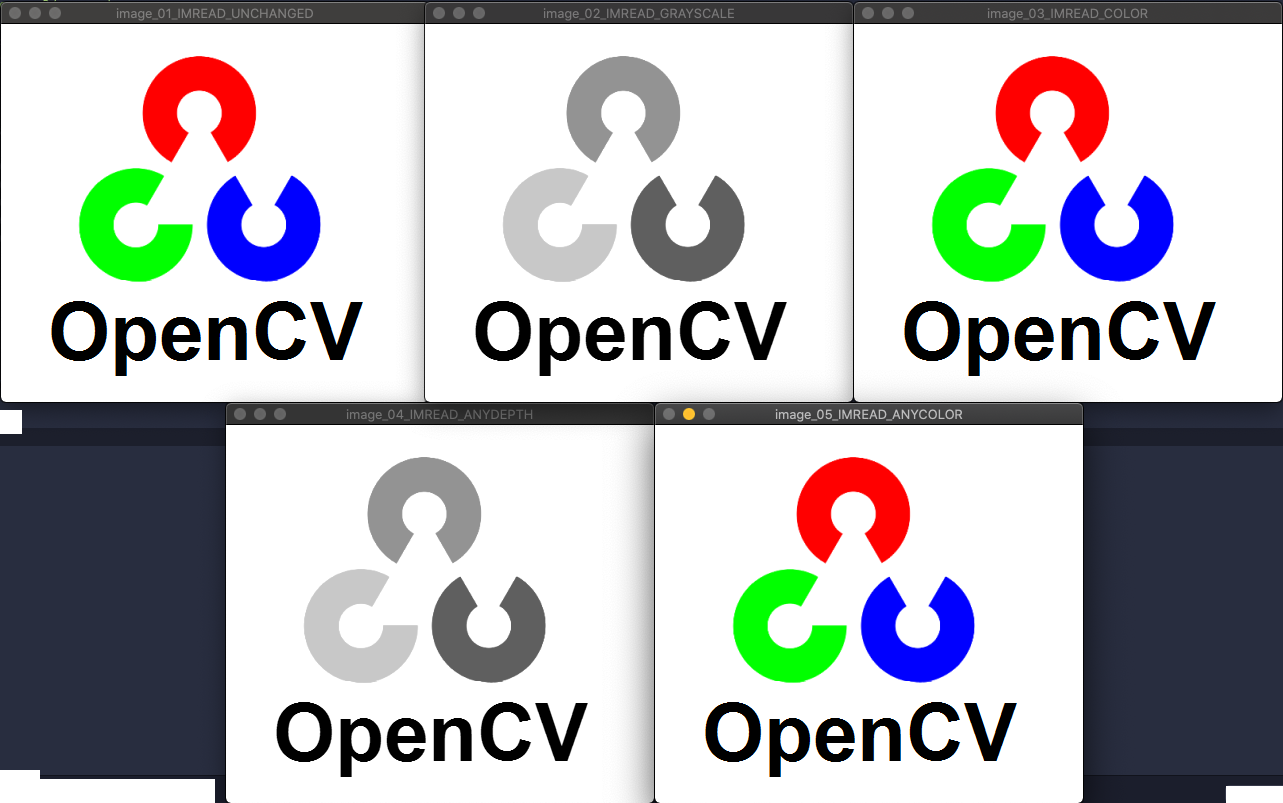 image_01_IMREAD_UNCHANGED
image_02_IMREAD_GRAYSCALE
image_03_IMREAD_COLOR
OpenCV
OpenCV
OpenCV
image_04_IMREAD_ANYDEPTH
image_05_IMREAD_ANYCOLOR
OpenCV
OpenCV